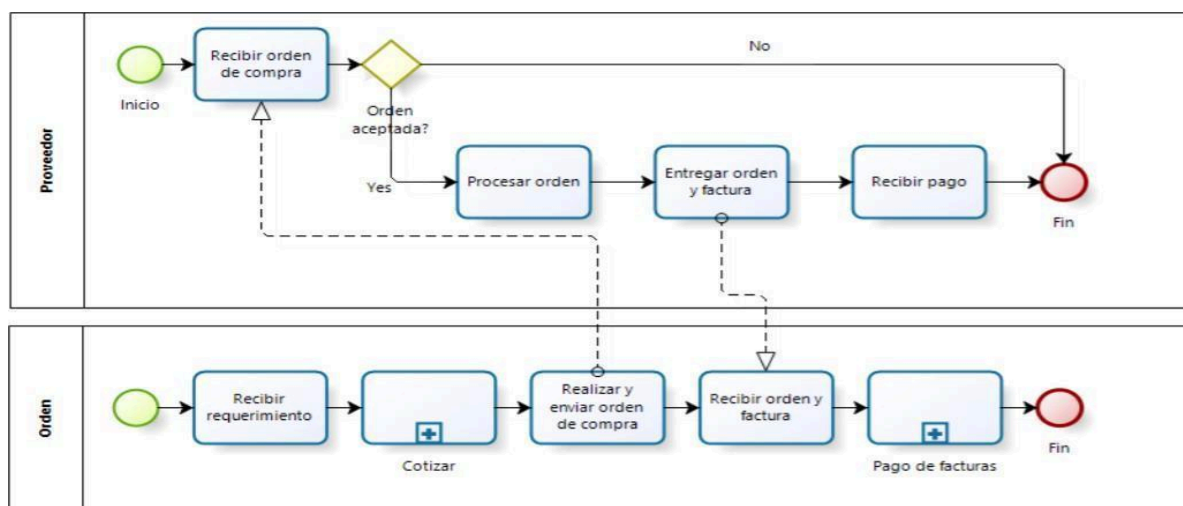 Proveedor
Inicio
Recibir orden
de compra
Orden
aceptada?
No
Yes
Procesar orden
Entregar orden
y factura
Recibir pago
Fin
Orden
Recibir
requerimiento
Cotizar
Realizar y
enviar orden
de compra
Recibir orden y
factura
Pago de facturas
Fin